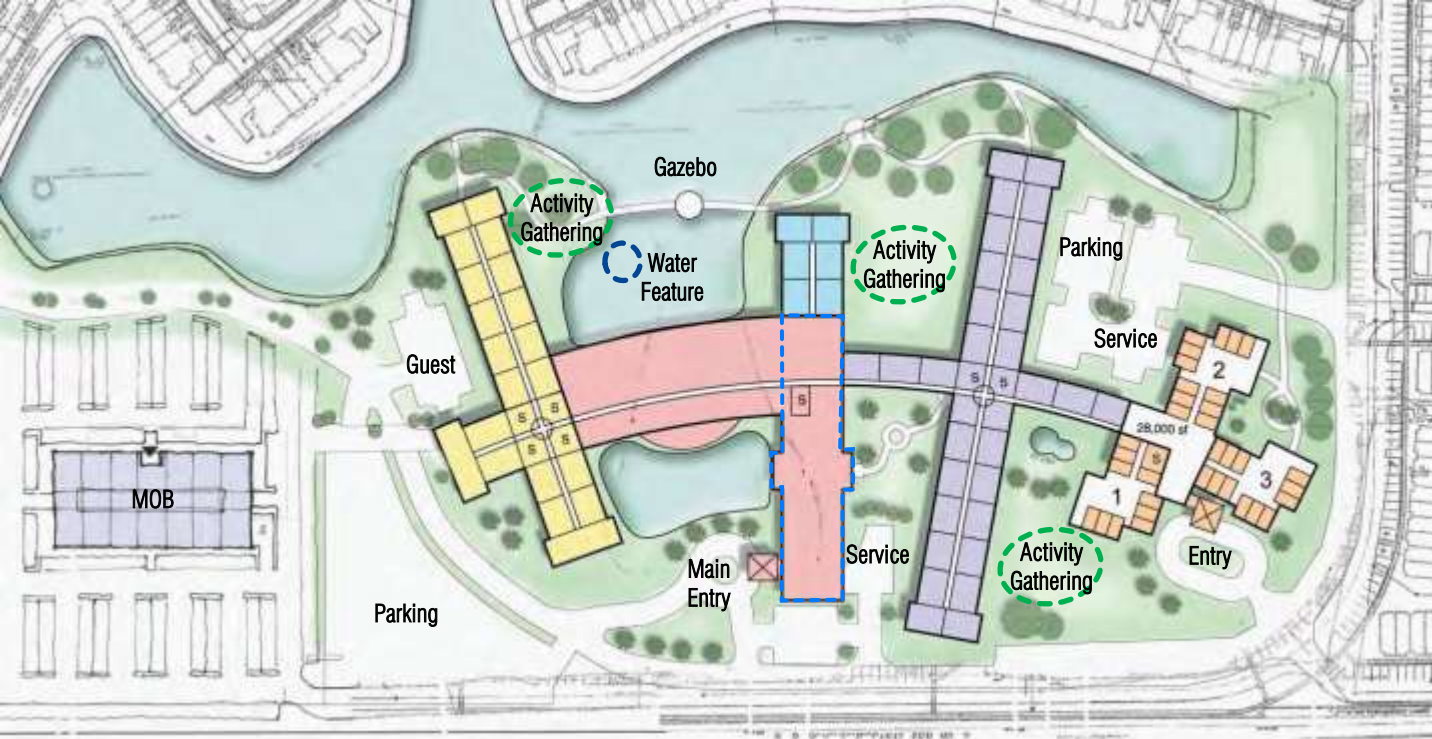 Gazebo
Activity
Gathering
Water
Feature
Activity
Gathering
Parking
Service
Guest
2
S
S
S
S
S
S
S
28,000 sf
S
3
1
MOB
Activity
Gathering
Main
Entry
Service
Entry
Parking